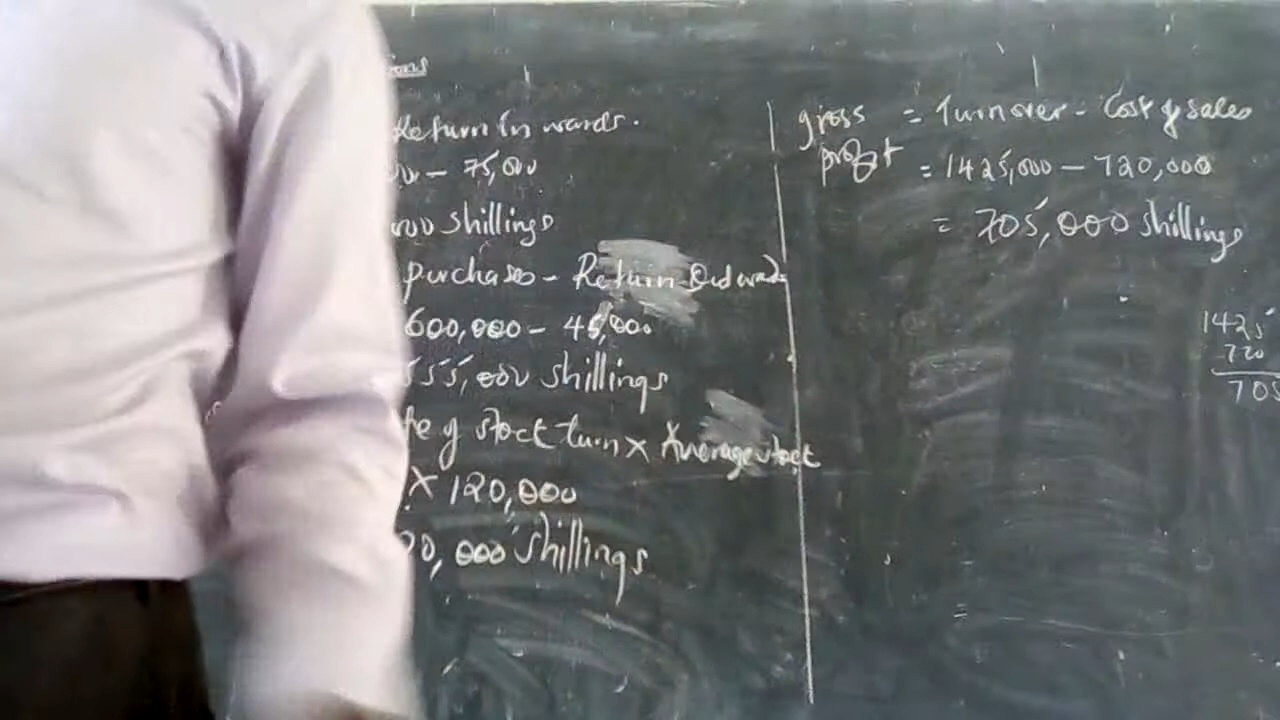 Return In wards.
- 75,000
000 shillings
purchases - Return Outwards
600,000 - 45,000
555,000 shillings
of stock turn x Average stock
X 120,000
20,000 shillings
gross profit = Turnover - Cost of sales
= 1425,000 - 720,000
= 705,000 shillings
1425
720
705
=